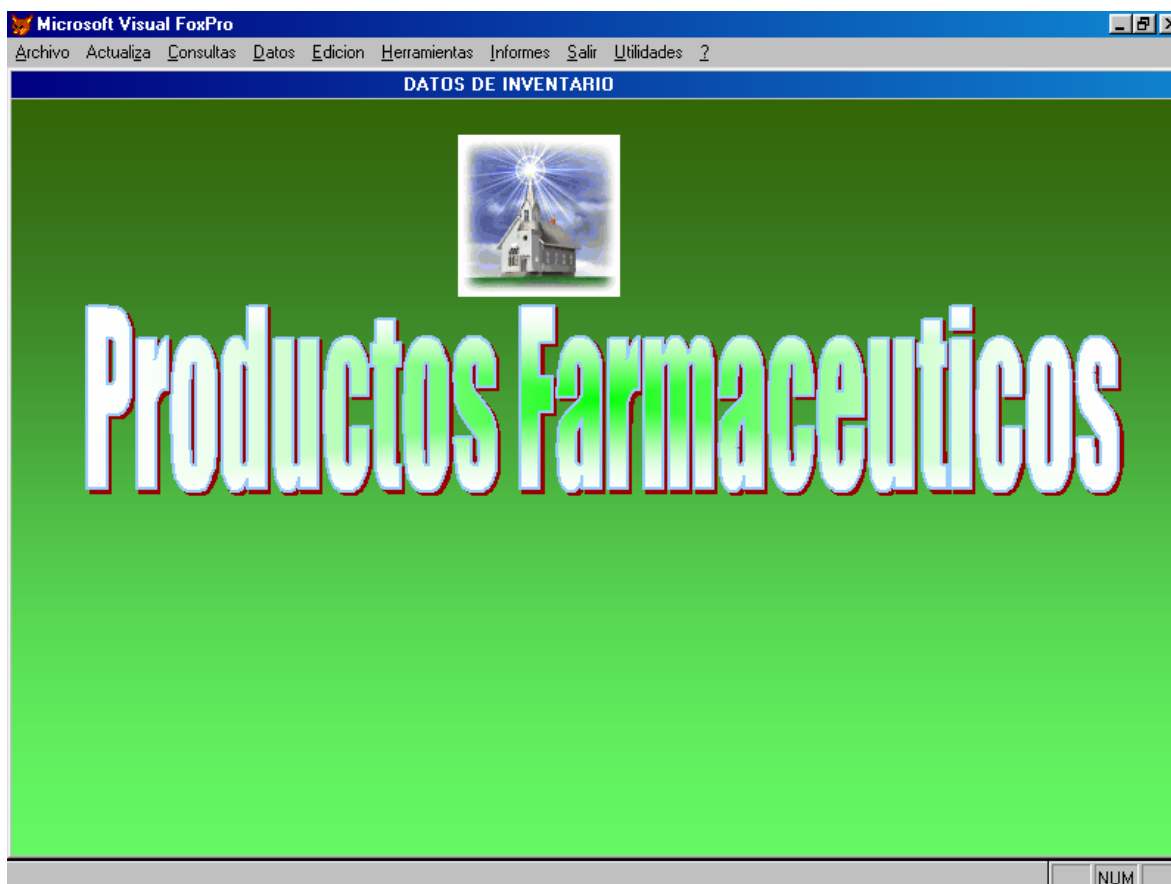 Microsoft Visual FoxPro
Archivo Actualiza Consultas Datos Edicion Herramientas Informes Salir Utilidades ?
DATOS DE INVENTARIO
Productos Farmaceuticos
NUM